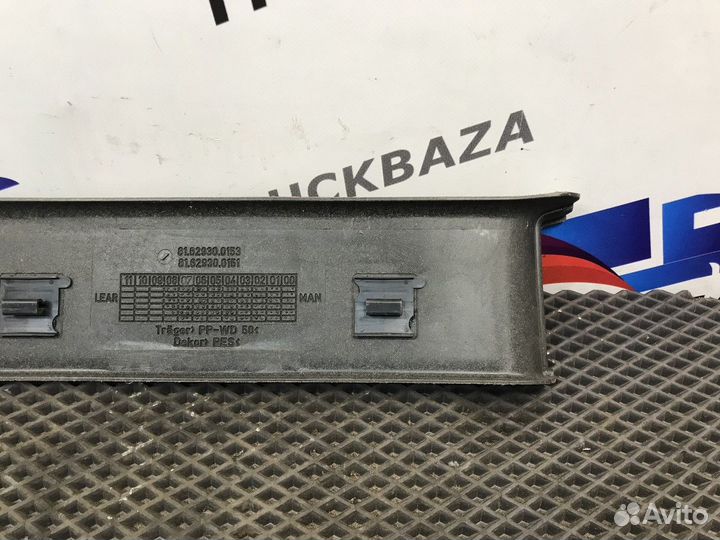 UCKBAZA
81.62930.0153
81.62930.0151
11 10 09 08 07 06 05 04 03 02 01 00
LEAR MAN
Träger> PP-WD 50<
Dekor> PES<
Avito